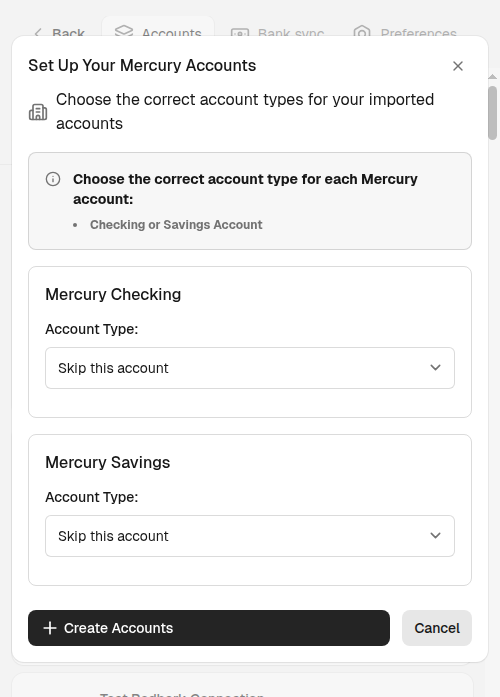 Back Accounts Bank sync Preferences
Set Up Your Mercury Accounts
Choose the correct account types for your imported
accounts
Choose the correct account type for each Mercury
account:
• Checking or Savings Account
Mercury Checking
Account Type:
Skip this account
Mercury Savings
Account Type:
Skip this account
Create Accounts Cancel